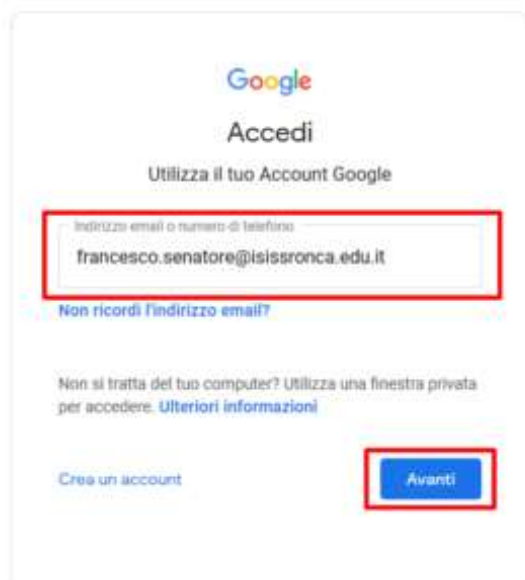 Google
Accedi
Utilizza il tuo Account Google
Indirizzo email o numero di telefono
francesco.senatore@isissronca.edu.it
Non ricordi l'indirizzo email?
Non si tratta del tuo computer? Utilizza una finestra privata
per accedere. Ulteriori informazioni
Crea un account
Avanti